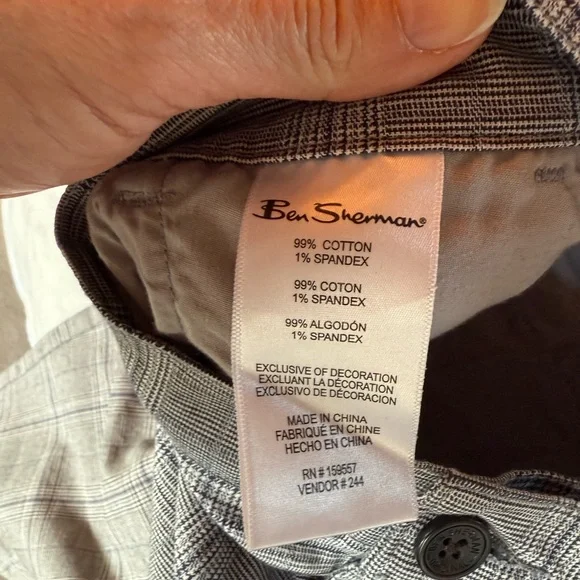 Ben Sherman®
99% COTTON
1% SPANDEX
99% COTON
1% SPANDEX
99% ALGODÓN
1% SPANDEX
EXCLUSIVE OF DECORATION
EXCLUANT LA DÉCORATION
EXCLUSIVO DE DECORACION
MADE IN CHINA
FABRIQUÉ EN CHINE
HECHO EN CHINA
RN # 159557
VENDOR # 244